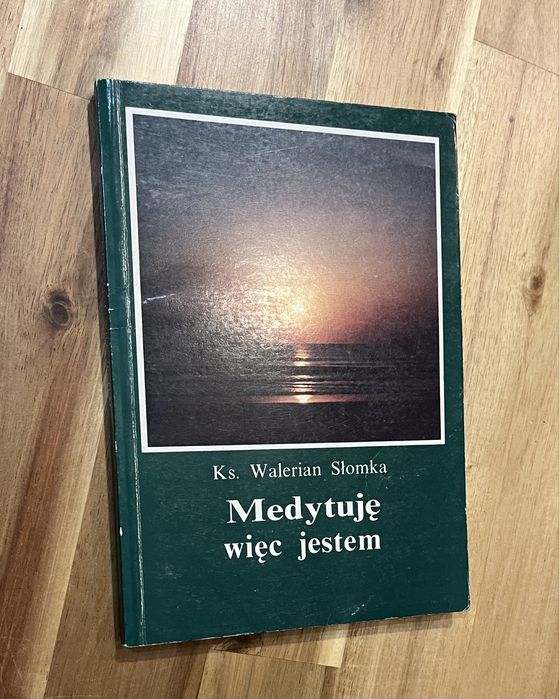 Ks. Walerian Słomka
Medytuję
więc jestem